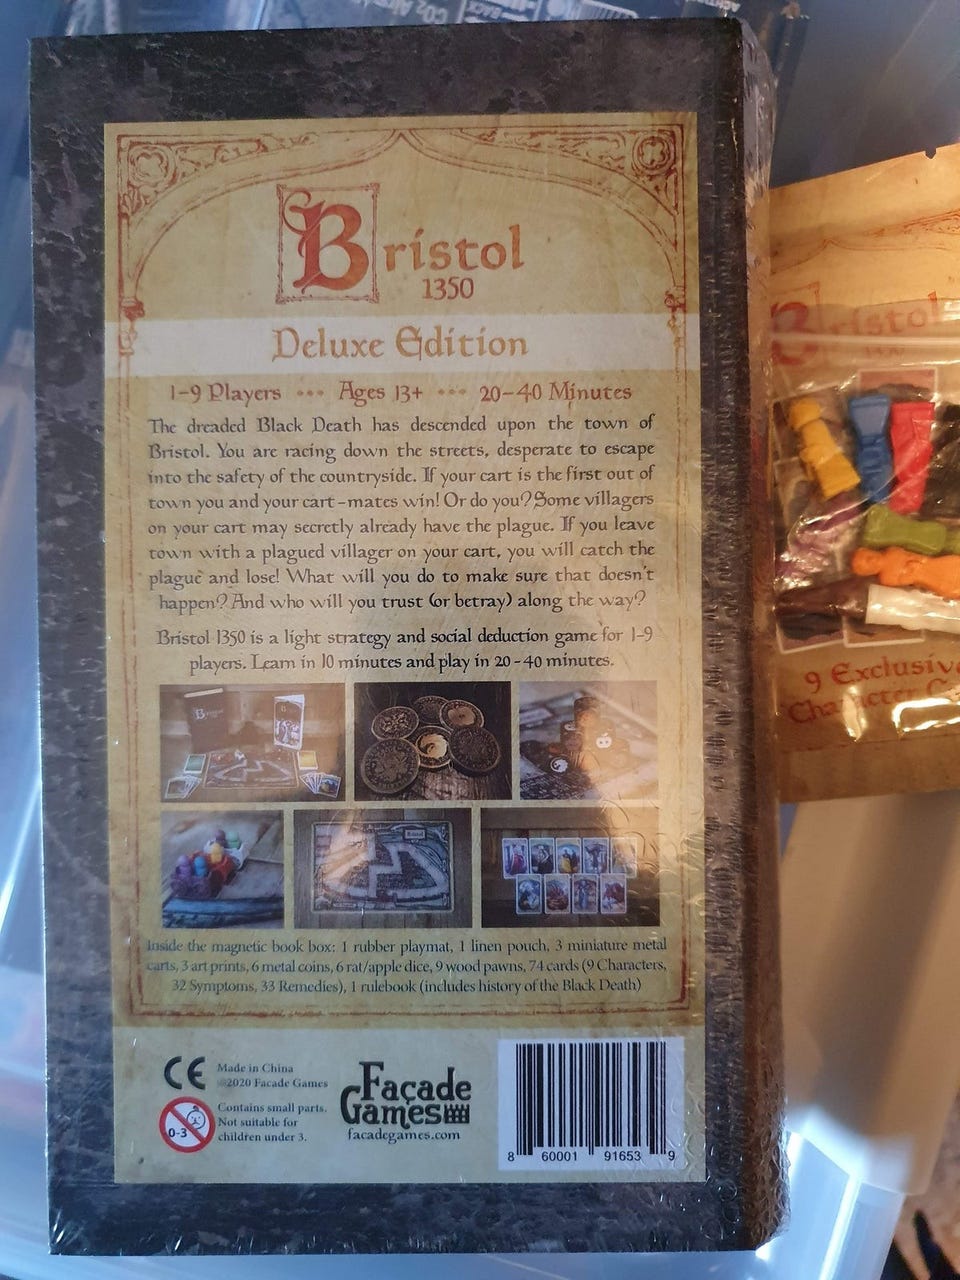 Bristol
1350
Deluxe Edition
1-9 Players ··· Ages 13+ ··· 20-40 Minutes
The dreaded Black Death has descended upon the town of
Bristol. You are racing down the streets, desperate to escape
into the safety of the countryside. If your cart is the first out of
town you and your cart-mates win! Or do you? Some villagers
on your cart may secretly already have the plague. If you leave
town with a plagued villager on your cart, you will catch the
plague and lose! What will you do to make sure that doesn't
happen? And who will you trust (or betray) along the way?
Bristol 1350 is a light strategy and social deduction game for 1-9
players. Learn in 10 minutes and play in 20-40 minutes.
Inside the magnetic book box: 1 rubber playmat, 1 linen pouch, 3 miniature metal
carts, 3 art prints, 6 metal coins, 6 rat/apple dice, 9 wood pawns, 74 cards (9 Characters,
32 Symptoms, 33 Remedies), 1 rulebook (includes history of the Black Death)
CE
Made in China
©2020 Facade Games
0-3
Contains small parts.
Not suitable for
children under 3.
Façade
Games
facadegames.com
8 60001 91653 9
Bristol
1350
9 Exclusive
Character
CO2